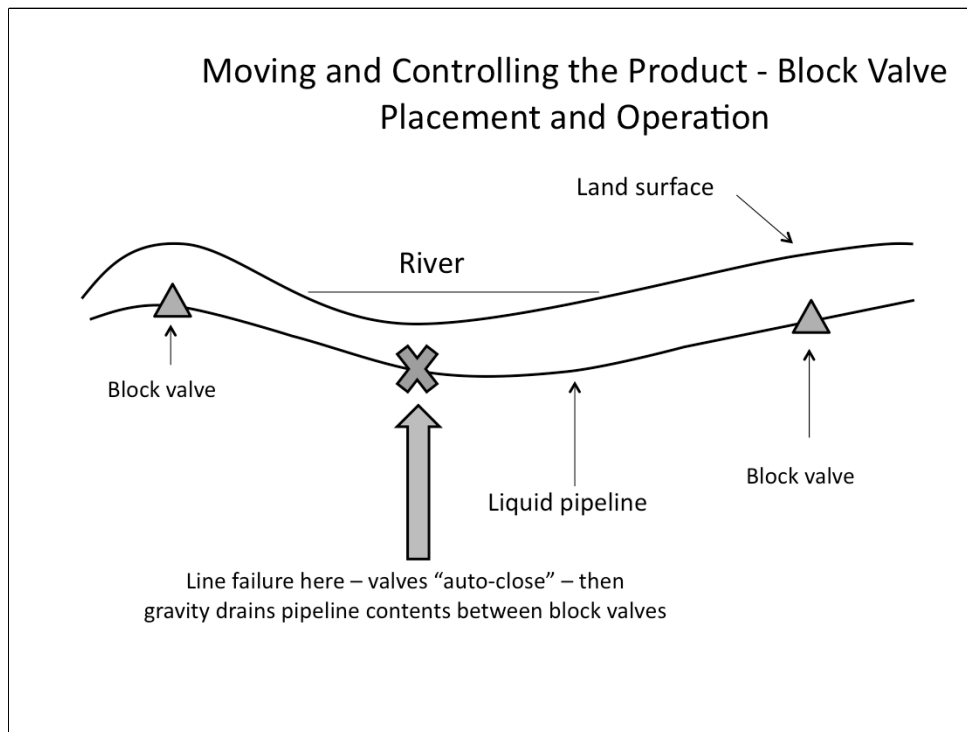 Moving and Controlling the Product - Block Valve
Placement and Operation
Land surface
River
Block valve
Block valve
Liquid pipeline
Line failure here – valves “auto-close” – then
gravity drains pipeline contents between block valves